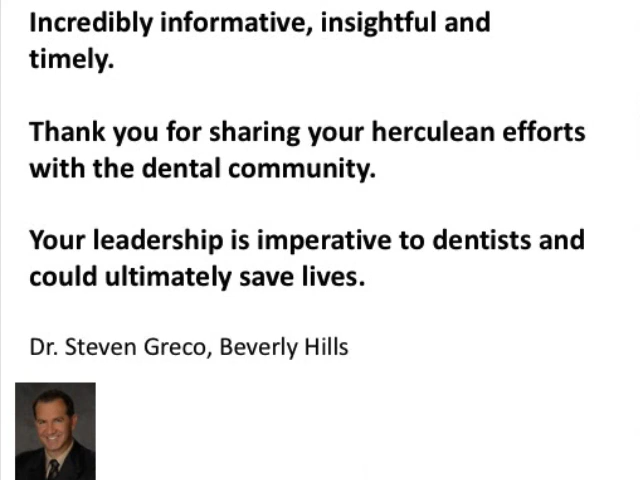 Incredibly informative, insightful and
timely.
Thank you for sharing your herculean efforts
with the dental community.
Your leadership is imperative to dentists and
could ultimately save lives.
Dr. Steven Greco, Beverly Hills